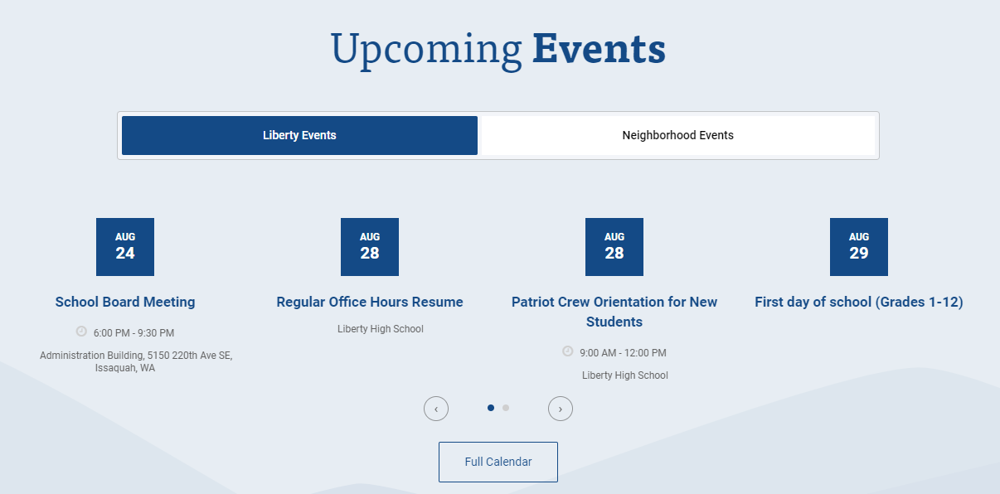 Upcoming Events
Liberty Events
Neighborhood Events
AUG
24
School Board Meeting
6:00 PM - 9:30 PM
Administration Building, 5150 220th Ave SE,
Issaquah, WA
AUG
28
Regular Office Hours Resume
Liberty High School
AUG
28
Patriot Crew Orientation for New
Students
9:00 AM - 12:00 PM
Liberty High School
AUG
29
First day of school (Grades 1-12)
‹
›
Full Calendar